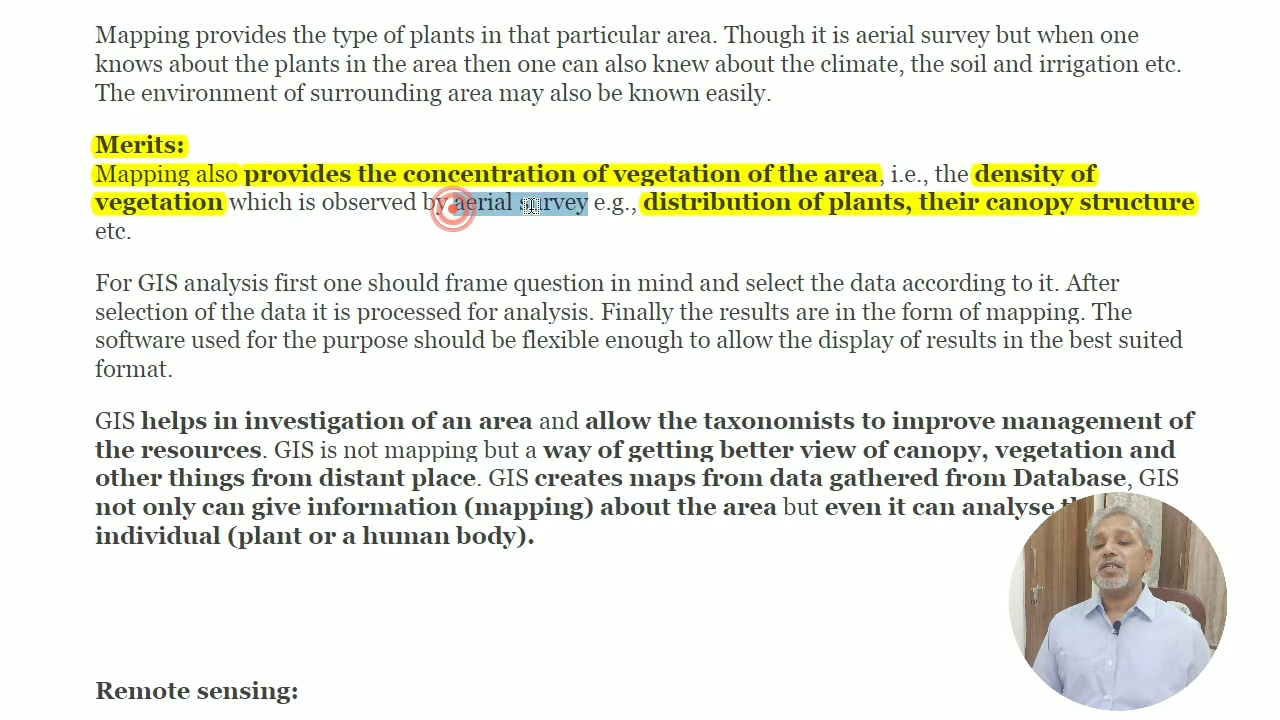 Mapping provides the type of plants in that particular area. Though it is aerial survey but when one
knows about the plants in the area then one can also knew about the climate, the soil and irrigation etc.
The environment of surrounding area may also be known easily.
Merits:
Mapping also provides the concentration of vegetation of the area, i.e., the density of
vegetation which is observed by aerial survey e.g., distribution of plants, their canopy structure
etc.
For GIS analysis first one should frame question in mind and select the data according to it. After
selection of the data it is processed for analysis. Finally the results are in the form of mapping. The
software used for the purpose should be flexible enough to allow the display of results in the best suited
format.
GIS helps in investigation of an area and allow the taxonomists to improve management of
the resources. GIS is not mapping but a way of getting better view of canopy, vegetation and
other things from distant place. GIS creates maps from data gathered from Database, GIS
not only can give information (mapping) about the area but even it can analyse
individual (plant or a human body).
Remote sensing: